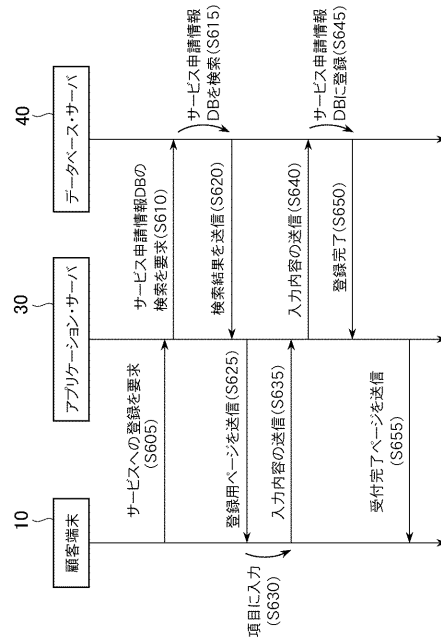 10
顧客端末
30
アプリケーション・サーバ
40
データベース・サーバ
サービスへの登録を要求
(S605)
サービス申請情報DBの
検索を要求(S610)
サービス申請情報
DBを検索(S615)
検索結果を送信(S620)
登録用ページを送信(S625)
項目に入力
(S630)
入力内容の送信(S635)
入力内容の送信(S640)
サービス申請情報
DBに登録(S645)
登録完了(S650)
受付完了ページを送信
(S655)